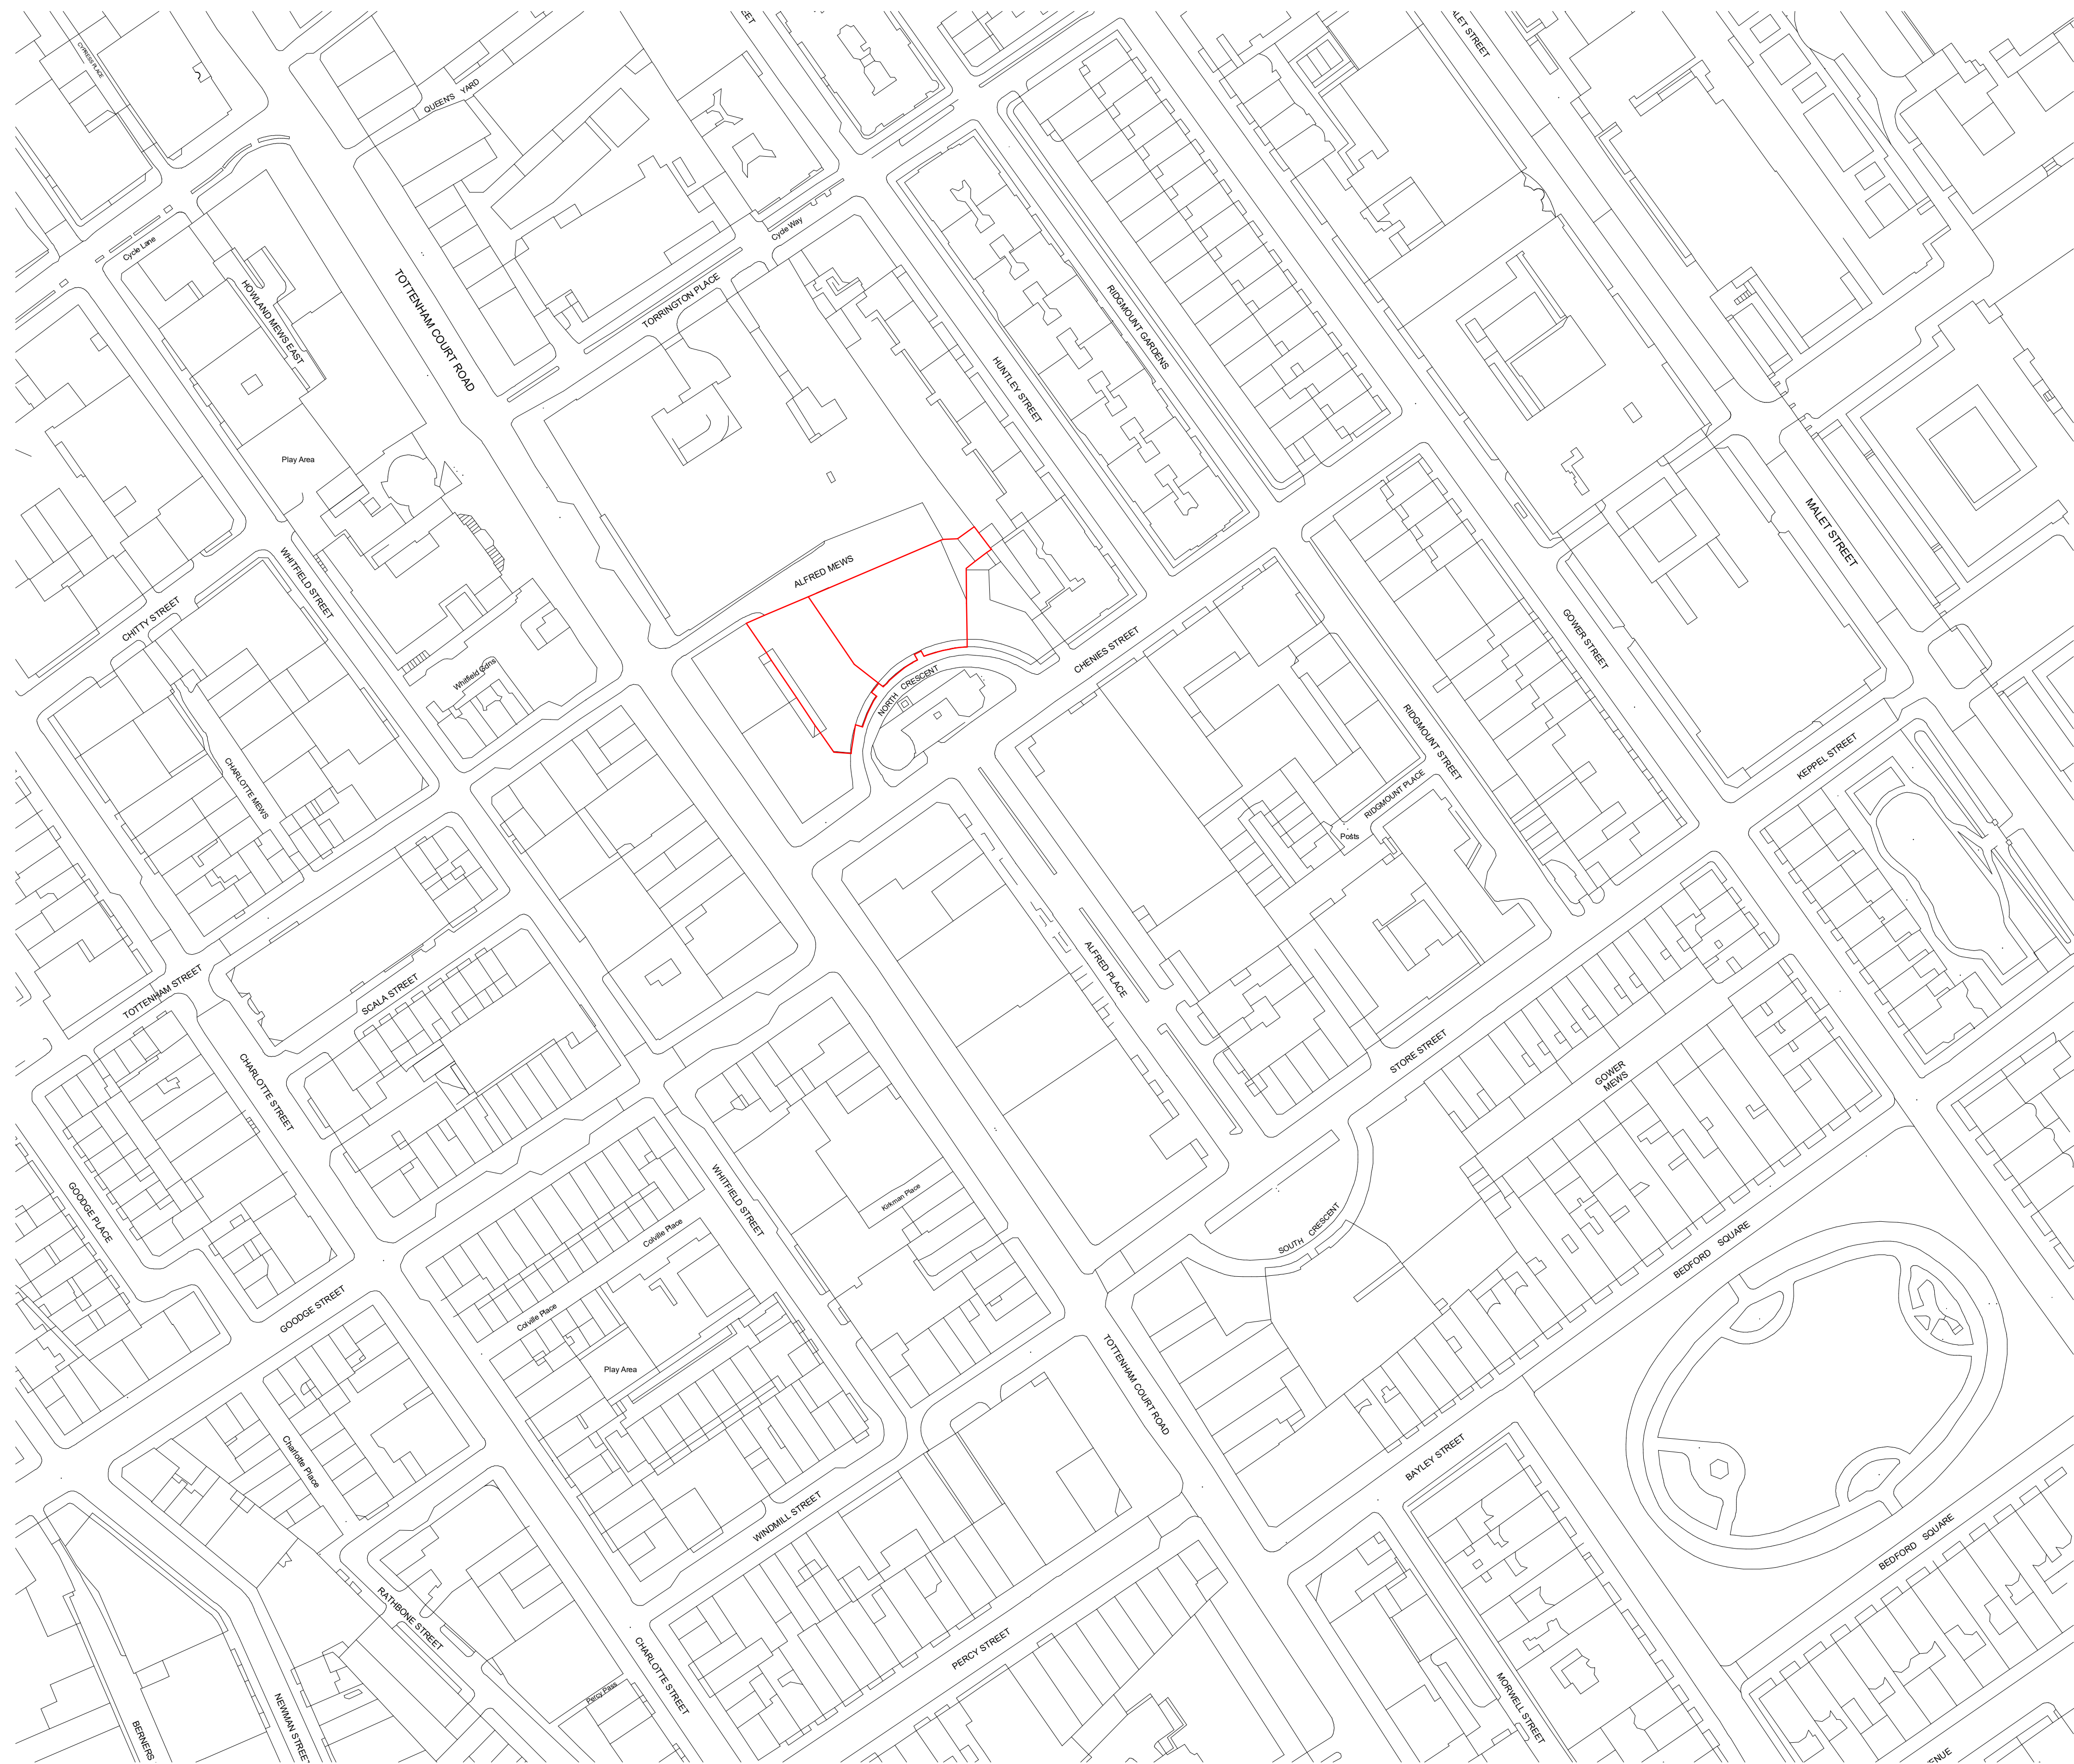 CYPRESS PLACE
QUEEN'S YARD
MALET STREET
Cycle Lane
Cycle Way
HOWLAND MEWS EAST
TOTTENHAM COURT ROAD
TORRINGTON PLACE
RIDGMOUNT GARDENS
HUNTLEY STREET
Play Area
MALET STREET
ALFRED MEWS
WHITFIELD STREET
CHITTY STREET
GOWER STREET
CHENIES STREET
Whitfield Gdns
NORTH CRESCENT
RIDGMOUNT STREET
KEPPEL STREET
CHARLOTTE MEWS
RIDGMOUNT PLACE
Posts
ALFRED PLACE
TOTTENHAM STREET
SCALA STREET
STORE STREET
GOWER
MEWS
CHARLOTTE STREET
GOODGE PLACE
WHITFIELD STREET
Kirkman Place
Colville Place
SOUTH CRESCENT
BEDFORD SQUARE
GOODGE STREET
Colville Place
Play Area
TOTTENHAM COURT ROAD
Charlotte Place
BAYLEY STREET
WINDMILL STREET
BEDFORD SQUARE
RATHBONE STREET
PERCY STREET
CHARLOTTE STREET
Percy Pass
MORWELL STREET
NEWMAN STREET
BERNERS